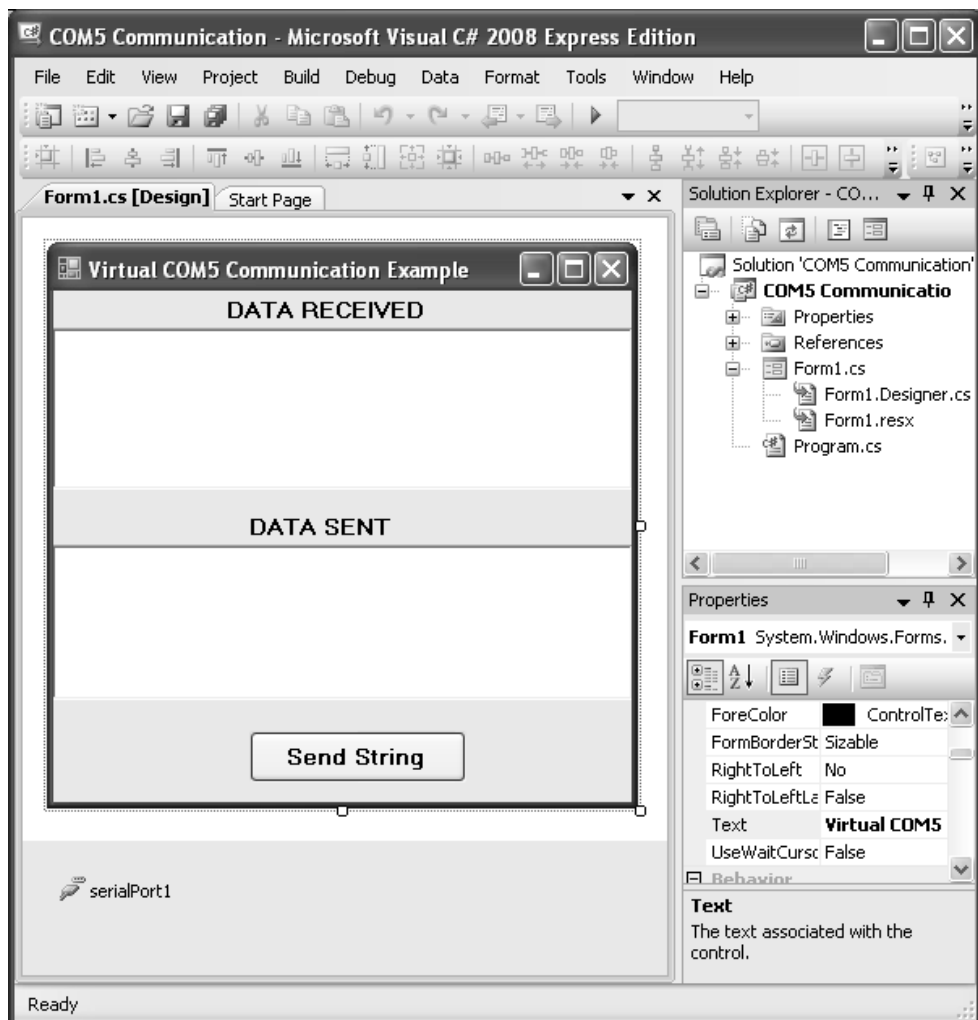 COM5 Communication - Microsoft Visual C# 2008 Express Edition
File Edit View Project Build Debug Data Format Tools Window Help
Form1.cs [Design] Start Page
Virtual COM5 Communication Example
DATA RECEIVED
DATA SENT
Send String
serialPort1
Solution Explorer - CO...
Solution 'COM5 Communication'
COM5 Communicatio
Properties
References
Form1.cs
Form1.Designer.cs
Form1.resx
Program.cs
Properties
Form1 System.Windows.Forms.
ForeColor ControlTe
FormBorderSt Sizable
RightToLeft No
RightToLeftLa False
Text Virtual COM5
UseWaitCurso False
Behavior
Text
The text associated with the
control.
Ready